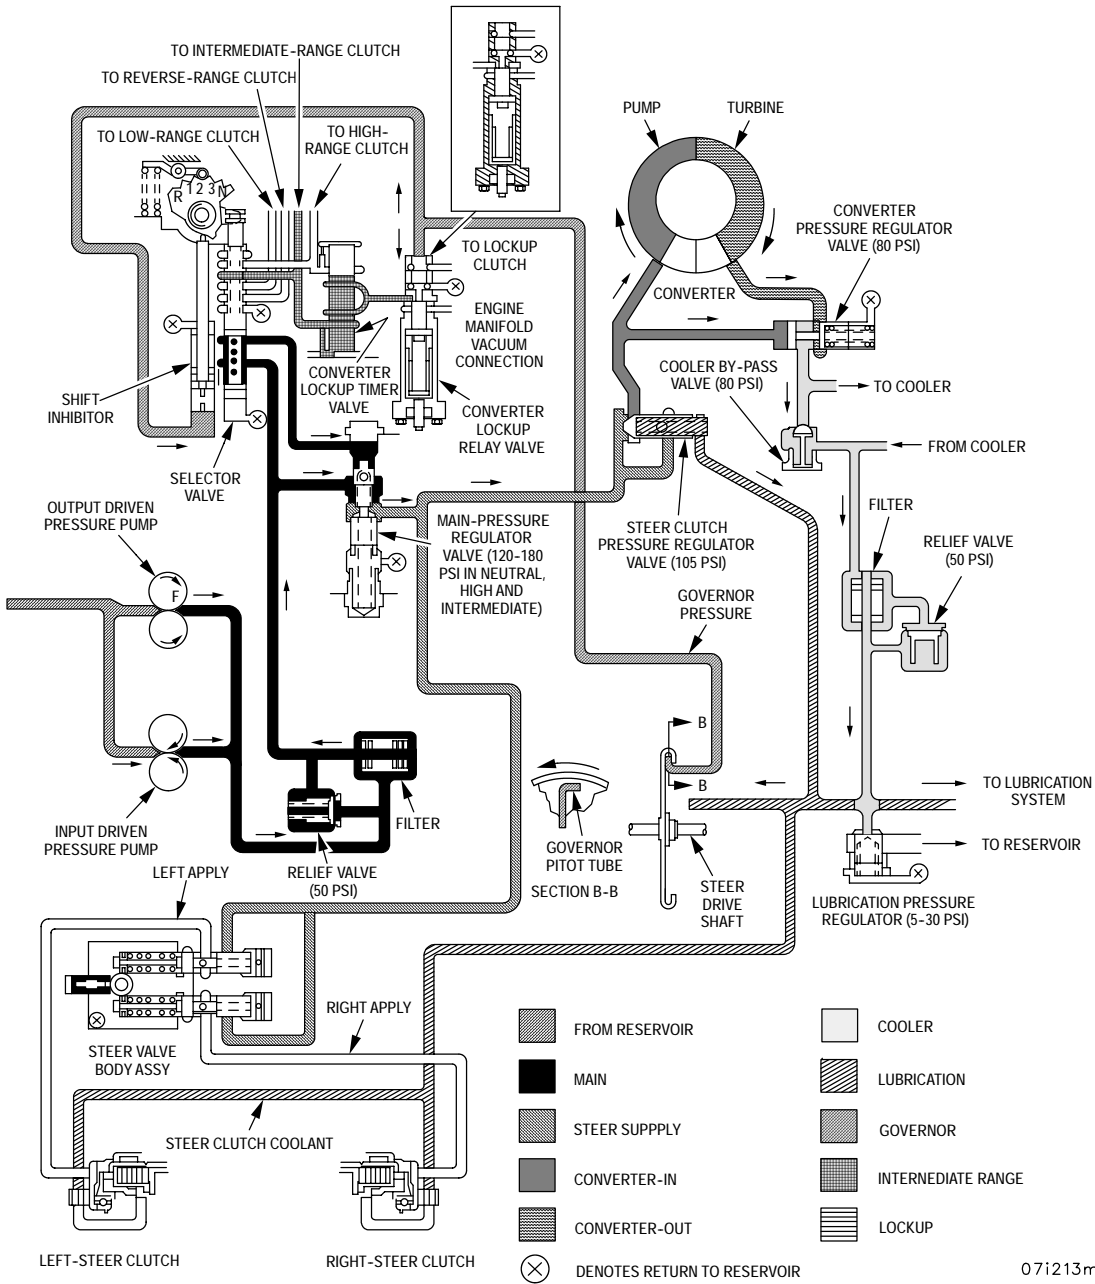 TO INTERMEDIATE-RANGE CLUTCH
TO REVERSE-RANGE CLUTCH
TO LOW-RANGE CLUTCH
TO HIGH-
RANGE CLUTCH
R 1 2 3 N
TO LOCKUP
CLUTCH
ENGINE
MANIFOLD
VACUUM
CONNECTION
SHIFT
INHIBITOR
CONVERTER
LOCKUP TIMER
VALVE
CONVERTER
LOCKUP
RELAY VALVE
SELECTOR
VALVE
PUMP
TURBINE
CONVERTER
PRESSURE REGULATOR
VALVE (80 PSI)
CONVERTER
COOLER BY-PASS
VALVE (80 PSI)
TO COOLER
FROM COOLER
OUTPUT DRIVEN
PRESSURE PUMP
F
MAIN-PRESSURE
REGULATOR
VALVE (120-180
PSI IN NEUTRAL,
HIGH AND
INTERMEDIATE)
STEER CLUTCH
PRESSURE REGULATOR
VALVE (105 PSI)
FILTER
RELIEF VALVE
(50 PSI)
GOVERNOR
PRESSURE
B
B
INPUT DRIVEN
PRESSURE PUMP
FILTER
RELIEF VALVE
(50 PSI)
GOVERNOR
PITOT TUBE
SECTION B-B
STEER
DRIVE
SHAFT
TO LUBRICATION
SYSTEM
TO RESERVOIR
LUBRICATION PRESSURE
REGULATOR (5-30 PSI)
LEFT APPLY
RIGHT APPLY
STEER VALVE
BODY ASSY
STEER CLUTCH COOLANT
LEFT-STEER CLUTCH
RIGHT-STEER CLUTCH
FROM RESERVOIR
MAIN
STEER SUPPPLY
CONVERTER-IN
CONVERTER-OUT
DENOTES RETURN TO RESERVOIR
COOLER
LUBRICATION
GOVERNOR
INTERNEDIATE RANGE
LOCKUP
07i213m